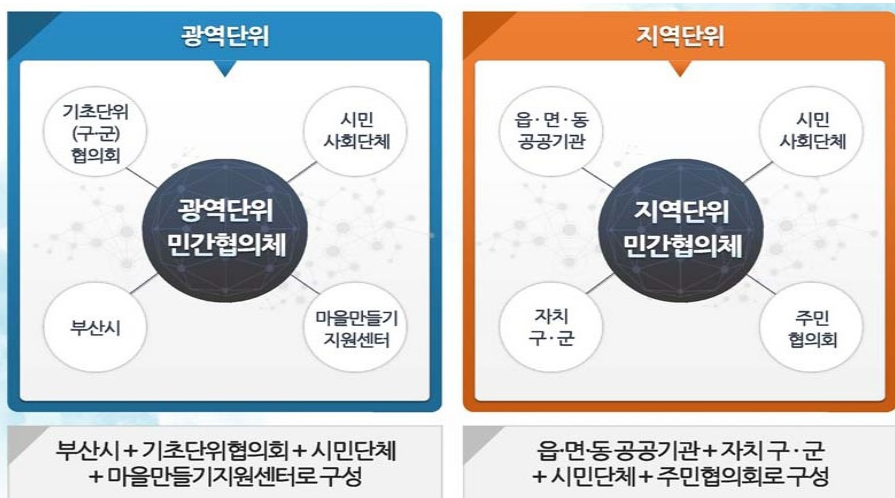 광역단위
기초단위
(구·군)
협의회
시민
사회단체
광역단위
민간협의체
부산시
마을만들기
지원센터
부산시 + 기초단위협의회 + 시민단체
+ 마을만들기지원센터로 구성
지역단위
읍·면·동
공공기관
시민
사회단체
지역단위
민간협의체
자치
구·군
주민
협의회
읍·면·동 공공기관 + 자치 구·군
+ 시민단체 + 주민협의회로 구성